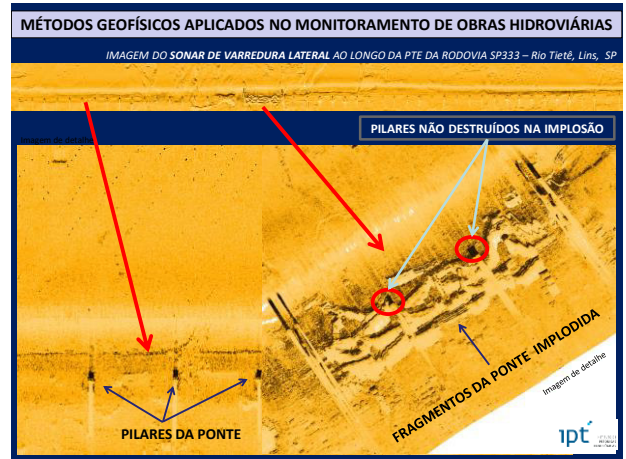 MÉTODOS GEOFÍSICOS APLICADOS NO MONITORAMENTO DE OBRAS HIDROVIÁRIAS
IMAGEM DO SONAR DE VARREDURA LATERAL AO LONGO DA PTE DA RODOVIA SP333 – Rio Tietê, Lins, SP
PILARES NÃO DESTRUÍDOS NA IMPLOSÃO
Imagem de detalhe
PILARES DA PONTE
FRAGMENTOS DA PONTE IMPLODIDA
Imagem de detalhe
ipt